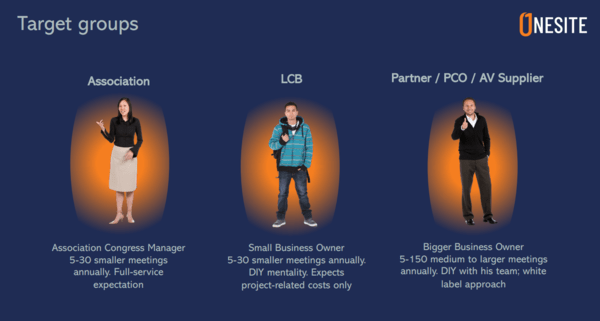 Target groups
ONESITE
Association
LCB
Partner / PCO / AV Supplier
Association Congress Manager
5-30 smaller meetings
annually. Full-service
expectation
Small Business Owner
5-30 smaller meetings annually.
DIY mentality. Expects
project-related costs only
Bigger Business Owner
5-150 medium to larger meetings
annually. DIY with his team; white
label approach